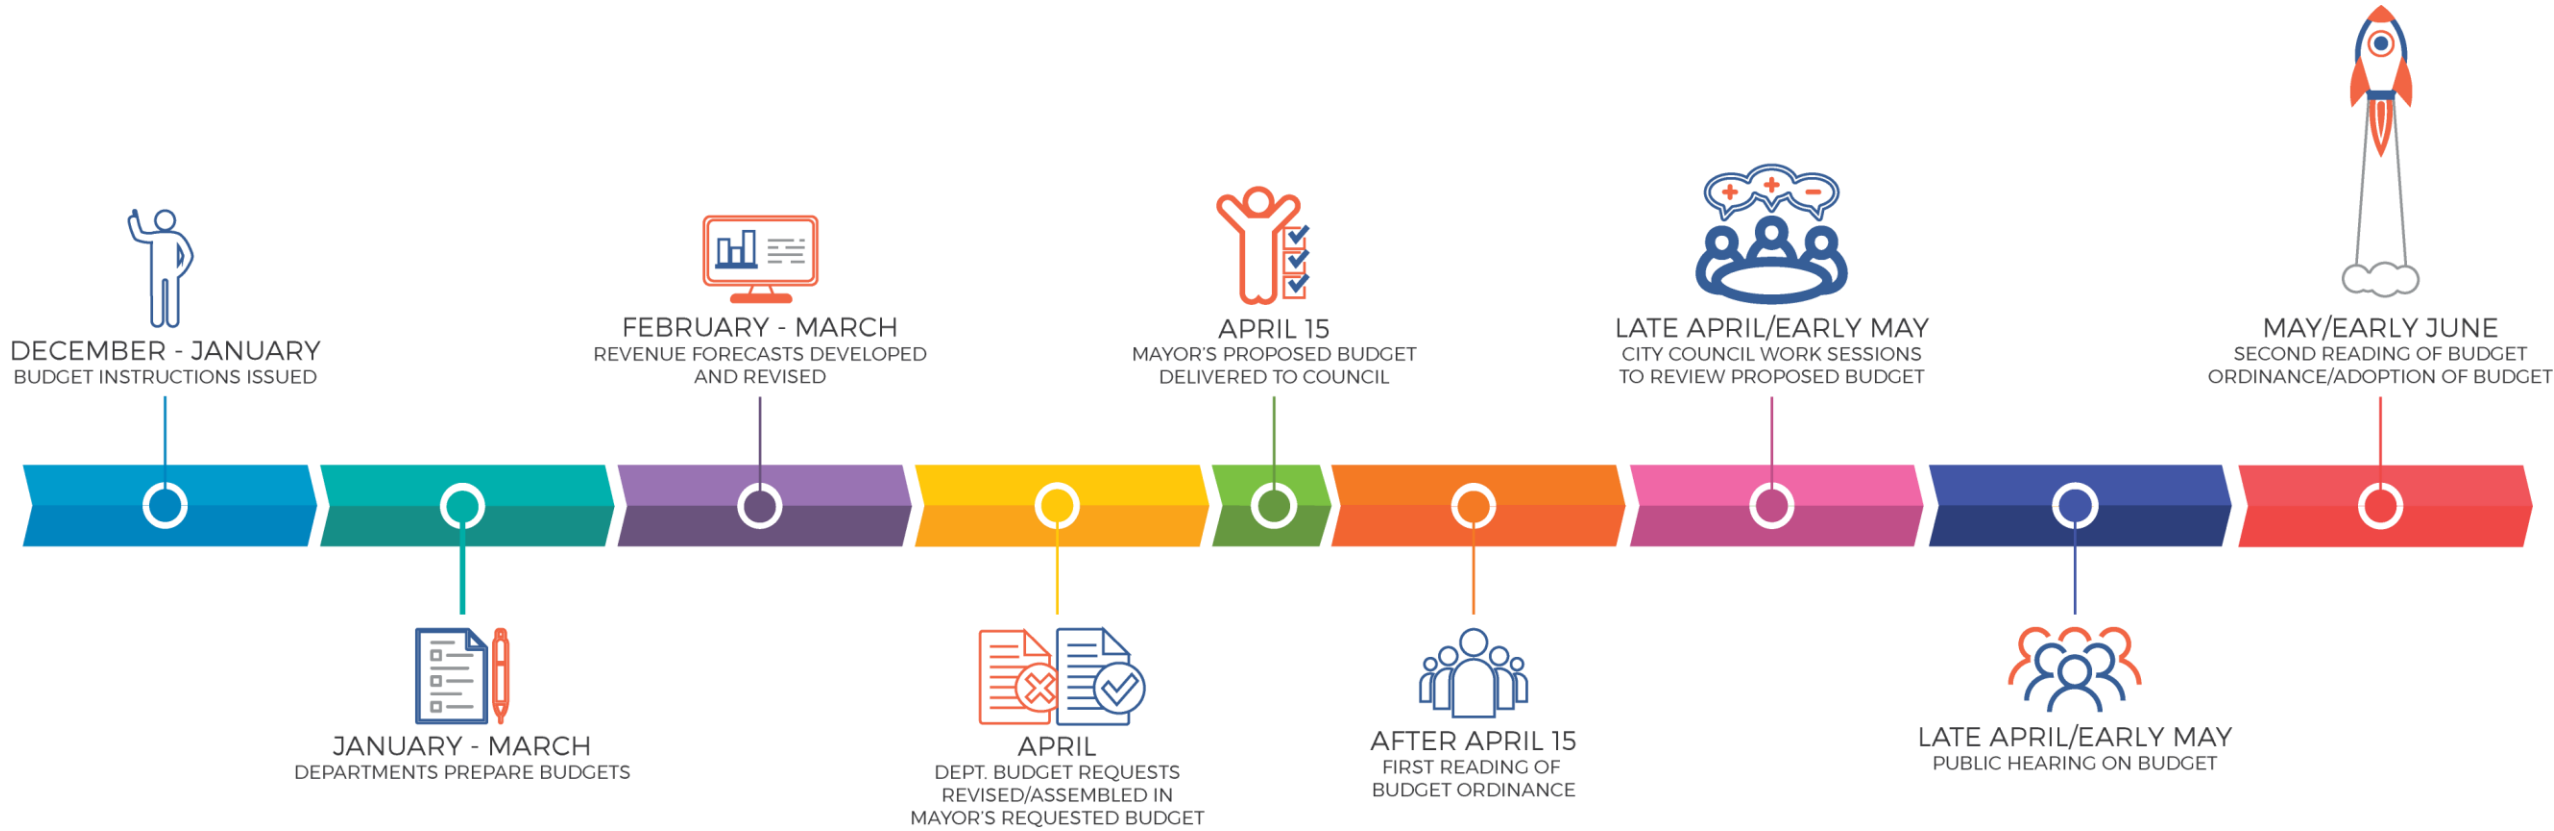 DECEMBER - JANUARY
BUDGET INSTRUCTIONS ISSUED
JANUARY - MARCH
DEPARTMENTS PREPARE BUDGETS
FEBRUARY - MARCH
REVENUE FORECASTS DEVELOPED
AND REVISED
APRIL
DEPT. BUDGET REQUESTS
REVISED/ASSEMBLED IN
MAYOR'S REQUESTED BUDGET
APRIL 15
MAYOR'S PROPOSED BUDGET
DELIVERED TO COUNCIL
AFTER APRIL 15
FIRST READING OF
BUDGET ORDINANCE
LATE APRIL/EARLY MAY
CITY COUNCIL WORK SESSIONS
TO REVIEW PROPOSED BUDGET
LATE APRIL/EARLY MAY
PUBLIC HEARING ON BUDGET
MAY/EARLY JUNE
SECOND READING OF BUDGET
ORDINANCE/ADOPTION OF BUDGET